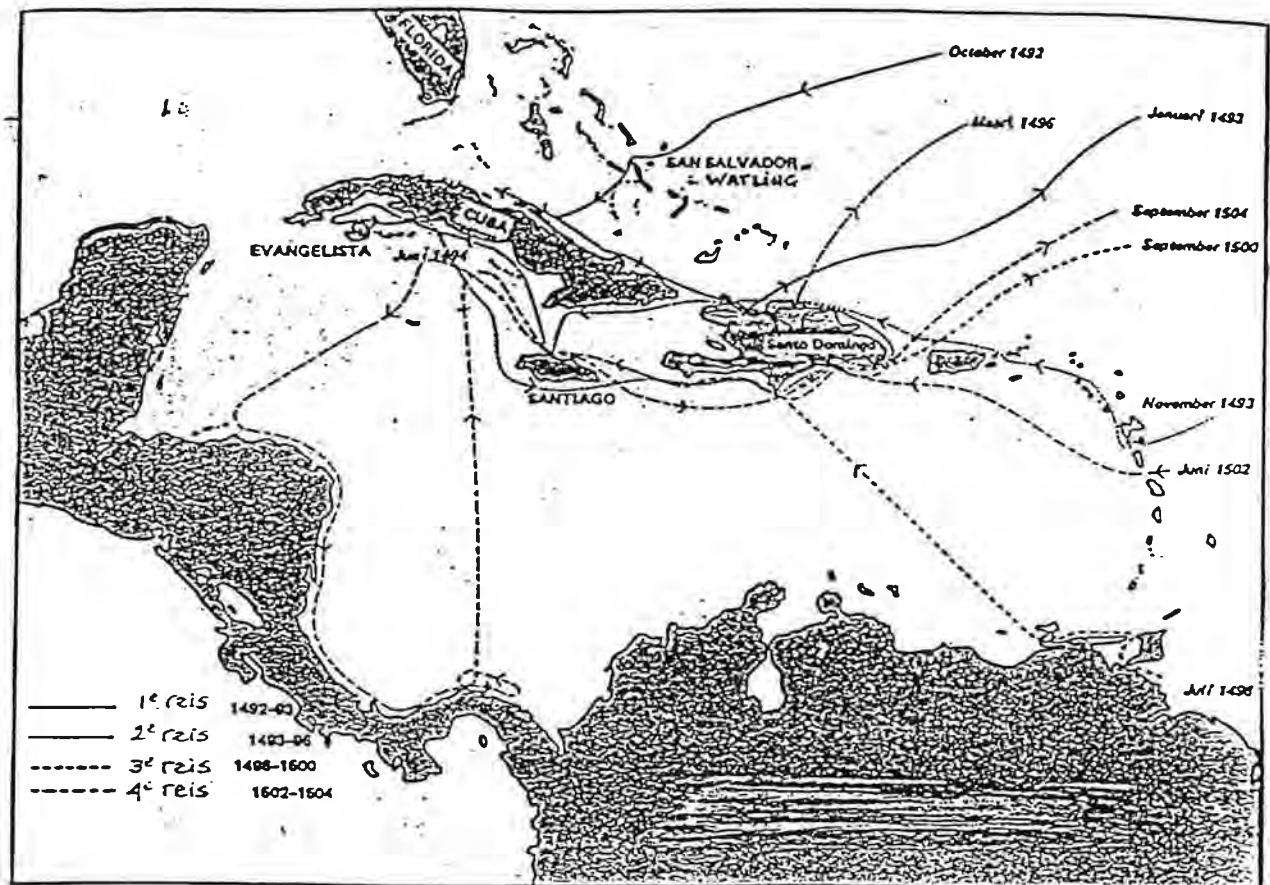 FLORIDA
October 1492
Maart 1496
Januari 1493
SAN SALVADOR
= WATLING
CUBA
September 1504
September 1500
EVANGELISTA
Juni 1494
Santo Domingo
SANTIAGO
November 1493
Juni 1502
Juli 1498
1e reis 1492-93
2e reis 1493-96
3e reis 1498-1500
4e reis 1502-1504